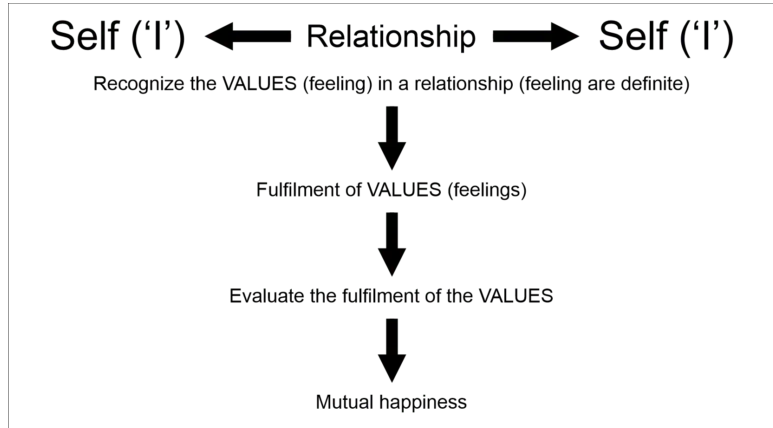 Self (‘I’) Relationship Self (‘I’)
Recognize the VALUES (feeling) in a relationship (feeling are definite)
Fulfilment of VALUES (feelings)
Evaluate the fulfilment of the VALUES
Mutual happiness